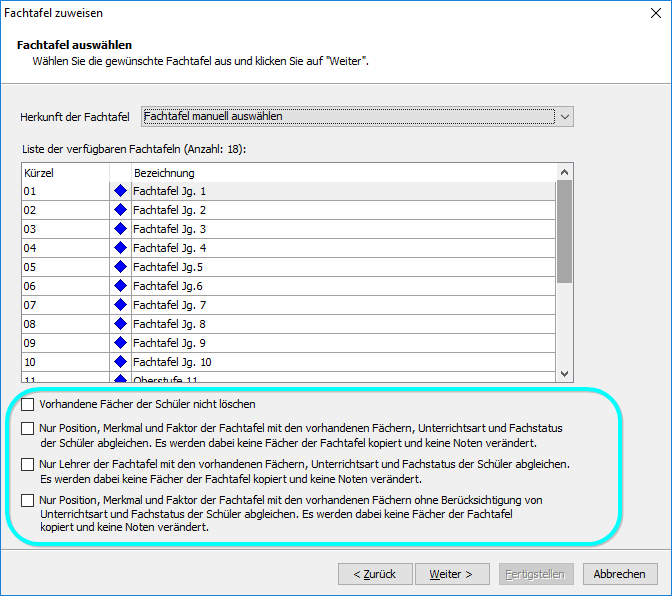 Fachtafel zuweisen
Fachtafel auswählen
Wählen Sie die gewünschte Fachtafel aus und klicken Sie auf "Weiter".
Herkunft der Fachtafel Fachtafel manuell auswählen
Liste der verfügbaren Fachtafeln (Anzahl: 18):
Kürzel Bezeichnung
01 Fachtafel Jg. 1
02 Fachtafel Jg. 2
03 Fachtafel Jg. 3
04 Fachtafel Jg. 4
05 Fachtafel Jg.5
06 Fachtafel Jg.6
07 Fachtafel Jg. 7
08 Fachtafel Jg. 8
09 Fachtafel Jg. 9
10 Fachtafel Jg. 10
11 Oberstufe 11
Vorhandene Fächer der Schüler nicht löschen
Nur Position, Merkmal und Faktor der Fachtafel mit den vorhandenen Fächern, Unterrichtsart und Fachstatus
der Schüler abgleichen. Es werden dabei keine Fächer der Fachtafel kopiert und keine Noten verändert.
Nur Lehrer der Fachtafel mit den vorhandenen Fächern, Unterrichtsart und Fachstatus der Schüler abgleichen.
Es werden dabei keine Fächer der Fachtafel kopiert und keine Noten verändert.
Nur Position, Merkmal und Faktor der Fachtafel mit den vorhandenen Fächern ohne Berücksichtigung von
Unterrichtsart und Fachstatus der Schüler abgleichen. Es werden dabei keine Fächer der Fachtafel
kopiert und keine Noten verändert.
< Zurück Weiter > Fertigstellen Abbrechen